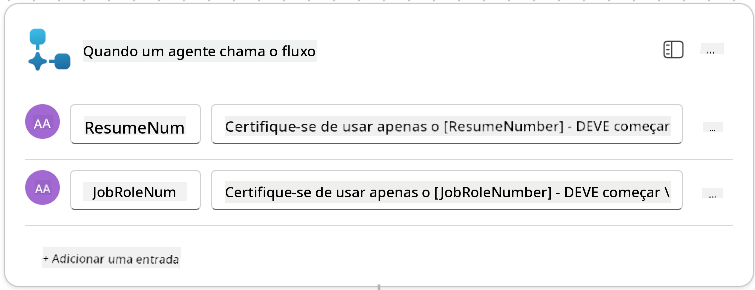 Quando um agente chama o fluxo
...
AA
ResumeNum
Certifique-se de usar apenas o [ResumeNumber] - DEVE começar
...
AA
JobRoleNum
Certifique-se de usar apenas o [JobRoleNumber] - DEVE começar \
...
+ Adicionar uma entrada